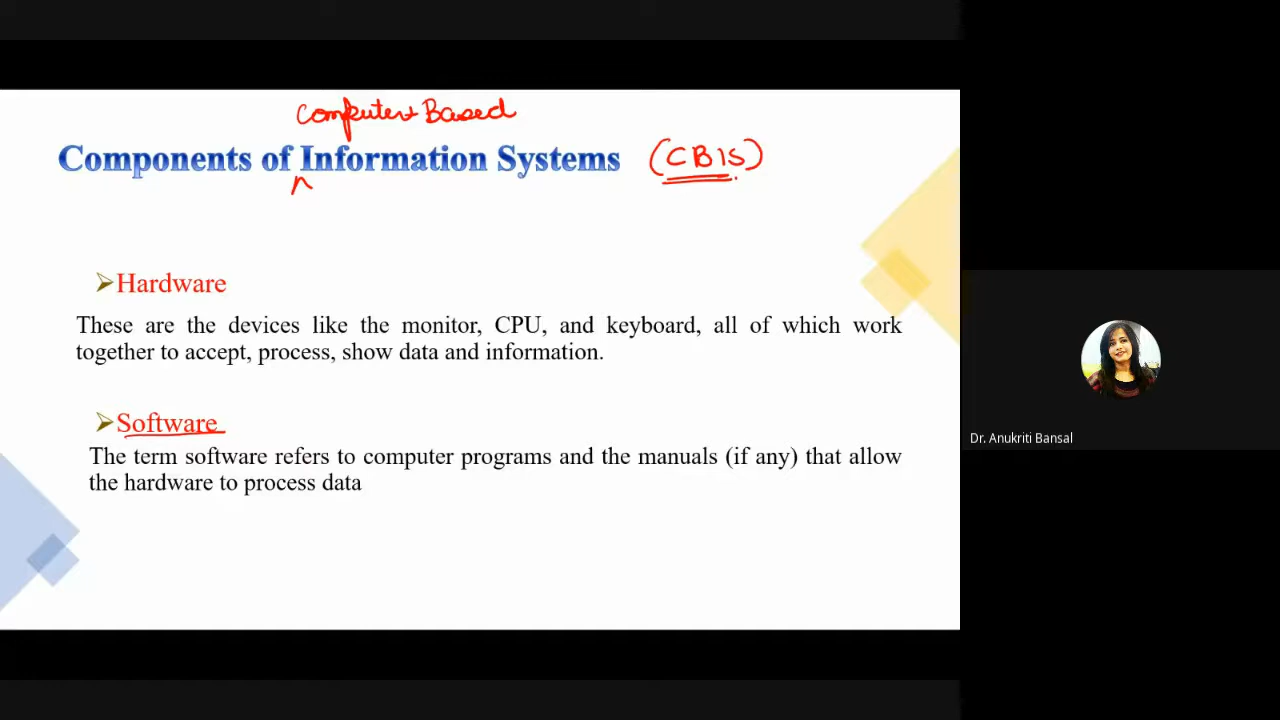 Computer Based
Components of Information Systems (CBIS)
Hardware
These are the devices like the monitor, CPU, and keyboard, all of which work
together to accept, process, show data and information.
Software
The term software refers to computer programs and the manuals (if any) that allow
the hardware to process data
Dr. Anukriti Bansal